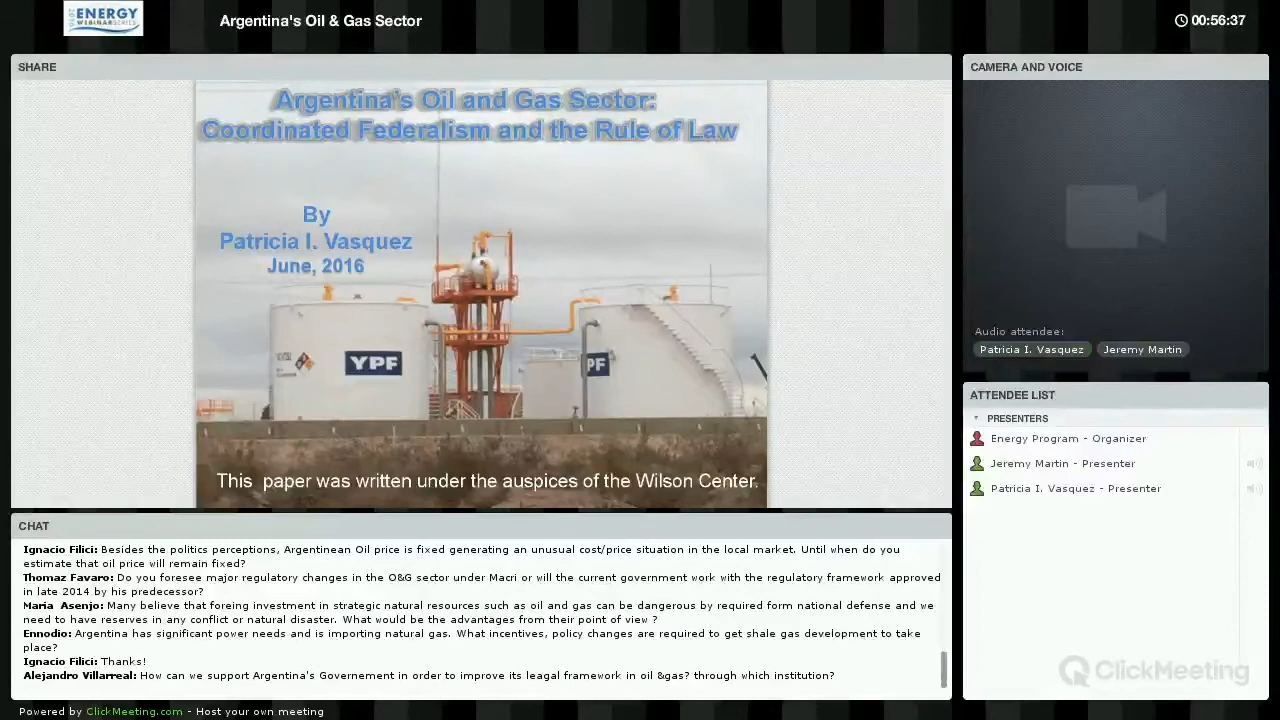 2016 ENERGY
WEBINAR SERIES
Argentina's Oil & Gas Sector
00:56:37
SHARE
Argentina's Oil and Gas Sector:
Coordinated Federalism and the Rule of Law
By
Patricia I. Vasquez
June, 2016
YPF
PF
This paper was written under the auspices of the Wilson Center.
CAMERA AND VOICE
Audio attendee:
Patricia I. Vasquez Jeremy Martin
ATTENDEE LIST
PRESENTERS
Energy Program - Organizer
Jeremy Martin - Presenter
Patricia I. Vasquez - Presenter
CHAT
Ignacio Filici: Besides the politics perceptions, Argentinean Oil price is fixed generating an unusual cost/price situation in the local market. Until when do you
estimate that oil price will remain fixed?
Thomaz Favaro: Do you foresee major regulatory changes in the O&G sector under Macri or will the current government work with the regulatory framework approved
in late 2014 by his predecessor?
Maria Asenjo: Many believe that foreing investment in strategic natural resources such as oil and gas can be dangerous by required form national defense and we
need to have reserves in any conflict or natural disaster. What would be the advantages from their point of view ?
Ennodio: Argentina has significant power needs and is importing natural gas. What incentives, policy changes are required to get shale gas development to take
place?
Ignacio Filici: Thanks!
Alejandro Villarreal: How can we support Argentina's Governement in order to improve its leagal framework in oil &gas? through which institution?
ClickMeeting
Powered by ClickMeeting.com - Host your own meeting